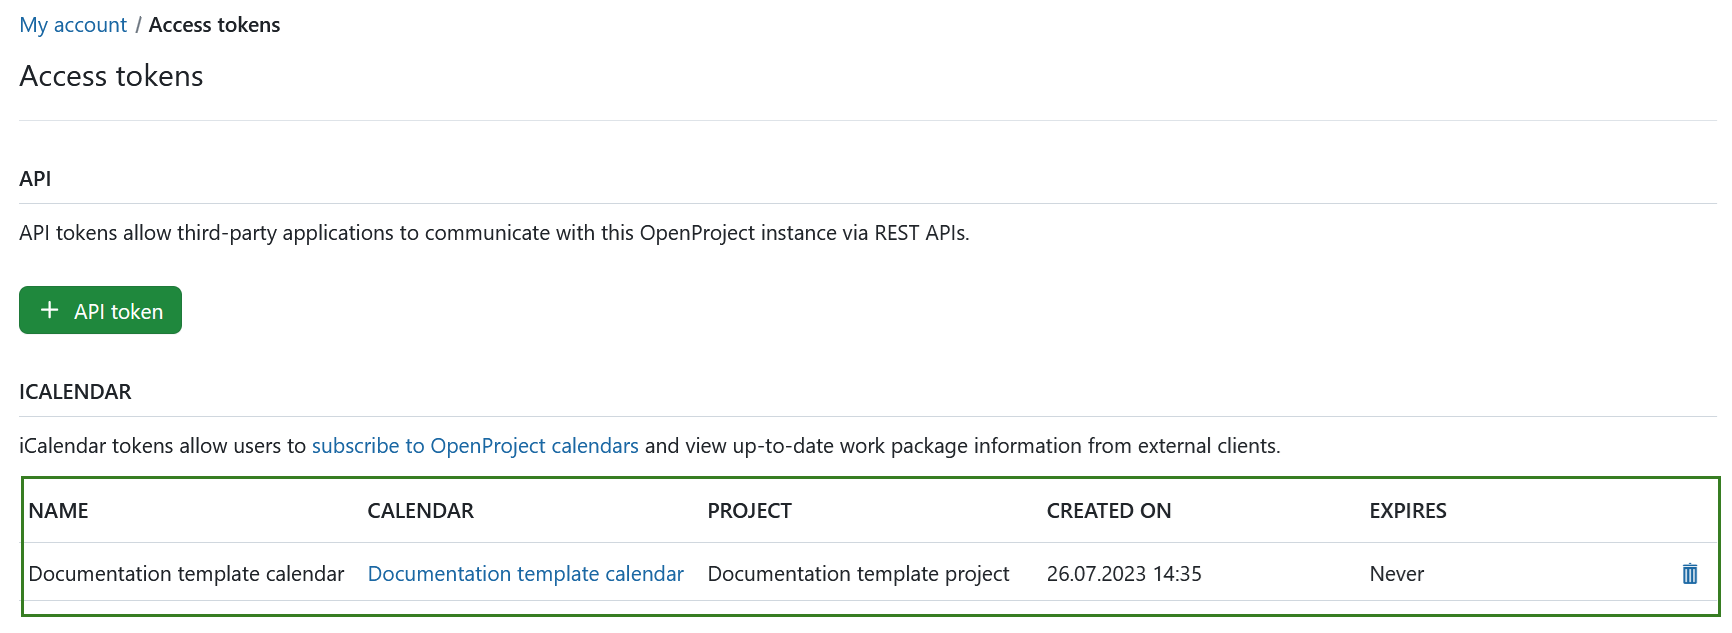 My account / Access tokens
Access tokens
API
API tokens allow third-party applications to communicate with this OpenProject instance via REST APIs.
+ API token
ICALENDAR
iCalendar tokens allow users to subscribe to OpenProject calendars and view up-to-date work package information from external clients.
NAME CALENDAR PROJECT CREATED ON EXPIRES
Documentation template calendar Documentation template calendar Documentation template project 26.07.2023 14:35 Never